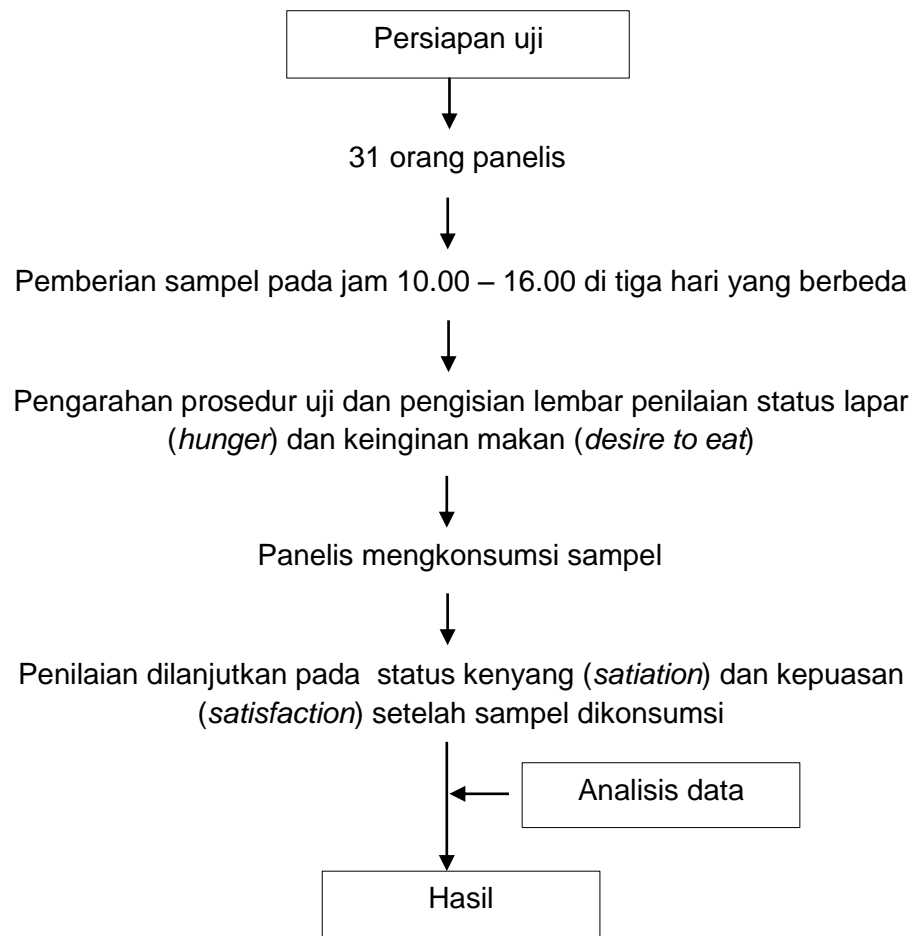 Persiapan uji
31 orang panelis
Pemberian sampel pada jam 10.00 – 16.00 di tiga hari yang berbeda
Pengarahan prosedur uji dan pengisian lembar penilaian status lapar
(hunger) dan keinginan makan (desire to eat)
Panelis mengkonsumsi sampel
Penilaian dilanjutkan pada  status kenyang (satiation) dan kepuasan
(satisfaction) setelah sampel dikonsumsi
Analisis data
Hasil